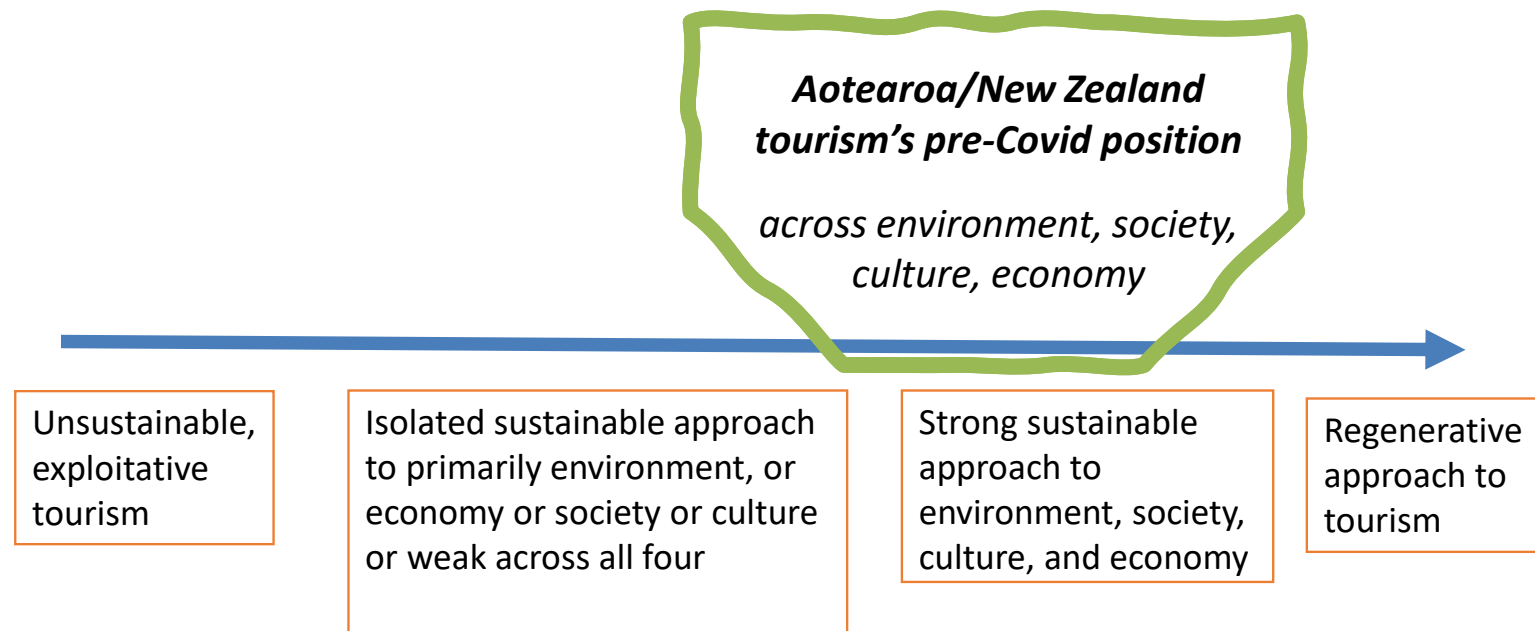 Aotearoa/New Zealand
tourism’s pre-Covid position
across environment, society,
culture, economy
Unsustainable,
exploitative
tourism
Isolated sustainable approach
to primarily environment, or
economy or society or culture
or weak across all four
Strong sustainable
approach to
environment, society,
culture, and economy
Regenerative
approach to
tourism